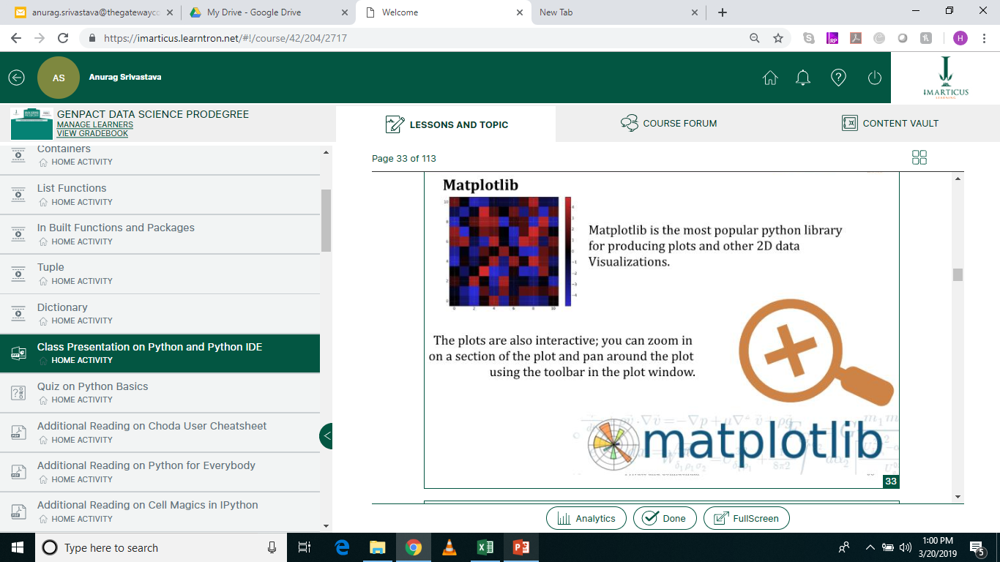 anurag.srivastava@thegatewayco
My Drive - Google Drive
Welcome
New Tab
https://imarticus.learntron.net/#!/course/42/204/2717
H
AS
Anurag Srivastava
IMARTICUS
LEARNING
GENPACT DATA SCIENCE PRODEGREE
MANAGE LEARNERS
VIEW GRADEBOOK
LESSONS AND TOPIC
COURSE FORUM
CONTENT VAULT
Containers
HOME ACTIVITY
List Functions
HOME ACTIVITY
In Built Functions and Packages
HOME ACTIVITY
Tuple
HOME ACTIVITY
Dictionary
HOME ACTIVITY
Class Presentation on Python and Python IDE
HOME ACTIVITY
Quiz on Python Basics
HOME ACTIVITY
Additional Reading on Choda User Cheatsheet
HOME ACTIVITY
Additional Reading on Python for Everybody
HOME ACTIVITY
Additional Reading on Cell Magics in IPython
HOME ACTIVITY
Page 33 of 113
Matplotlib
Matplotlib is the most popular python library
for producing plots and other 2D data
Visualizations.
The plots are also interactive; you can zoom in
on a section of the plot and pan around the plot
using the toolbar in the plot window.
matplotlib
33
Analytics
Done
FullScreen
Type here to search
1:00 PM
3/20/2019
5